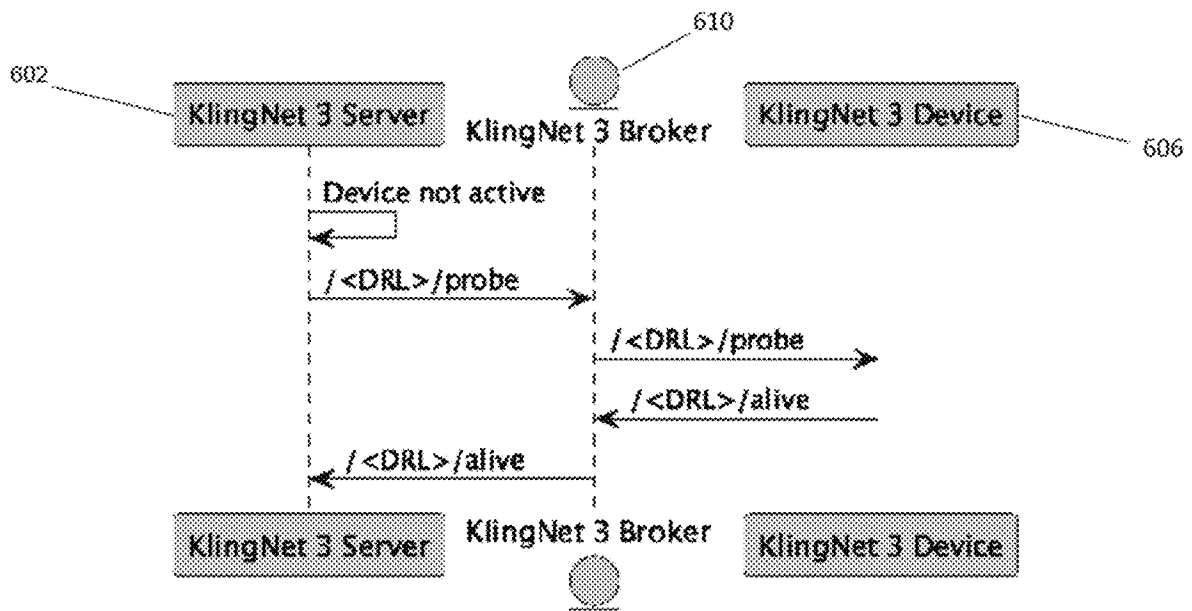 610
602
KlingNet 3 Server
KlingNet 3 Broker
KlingNet 3 Device
606
Device not active
/<DRL>/probe
/<DRL>/probe
/<DRL>/alive
/<DRL>/alive
KlingNet 3 Server
KlingNet 3 Broker
KlingNet 3 Device